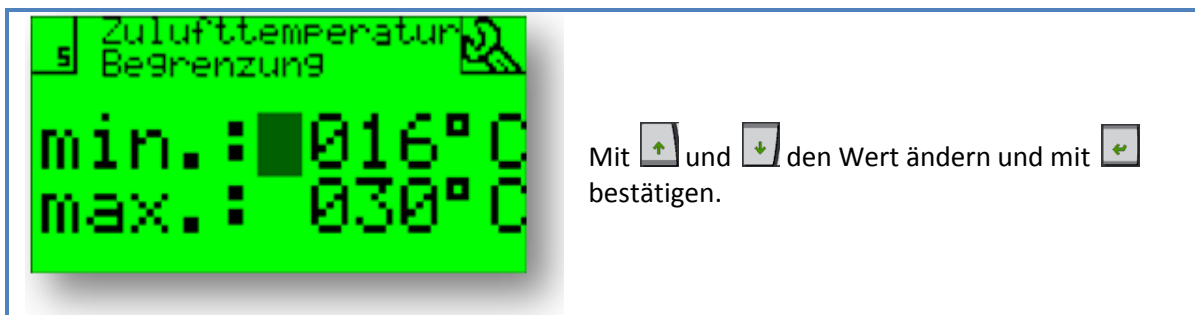 5
Zulufttemperatur
Begrenzung
min.: 016°C
max.: 030°C
Mit und den Wert ändern und mit
bestätigen.